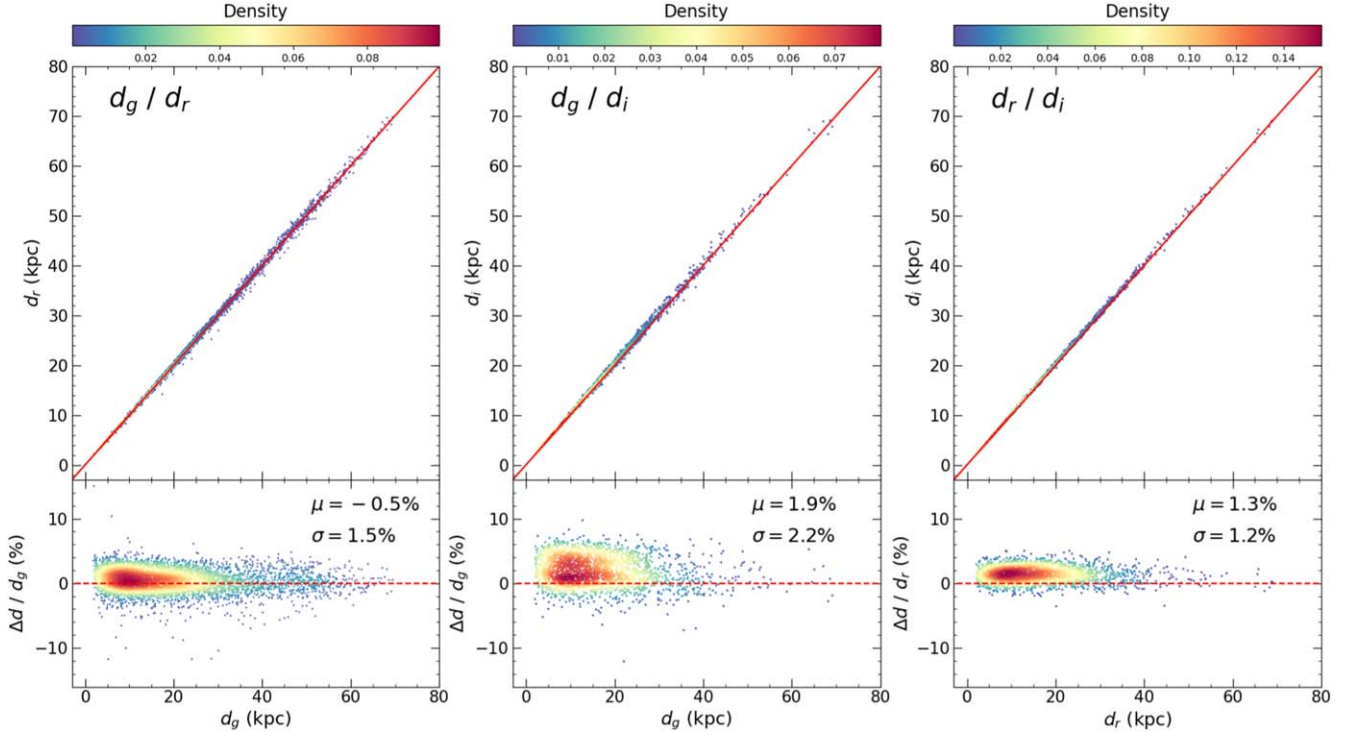 Density
0.02 0.04 0.06 0.08
80
70
60
50
40
30
20
10
0
d_r (kpc)
d_g / d_r
10
0
−10
Δd / d_g (%)
μ = − 0.5%
σ = 1.5%
0 20 40 60 80
d_g (kpc)
Density
0.01 0.02 0.03 0.04 0.05 0.06 0.07
80
70
60
50
40
30
20
10
0
d_i (kpc)
d_g / d_i
10
0
−10
Δd / d_g (%)
μ = 1.9%
σ = 2.2%
0 20 40 60 80
d_g (kpc)
Density
0.02 0.04 0.06 0.08 0.10 0.12 0.14
80
70
60
50
40
30
20
10
0
d_i (kpc)
d_r / d_i
10
0
−10
Δd / d_r (%)
μ = 1.3%
σ = 1.2%
0 20 40 60 80
d_r (kpc)